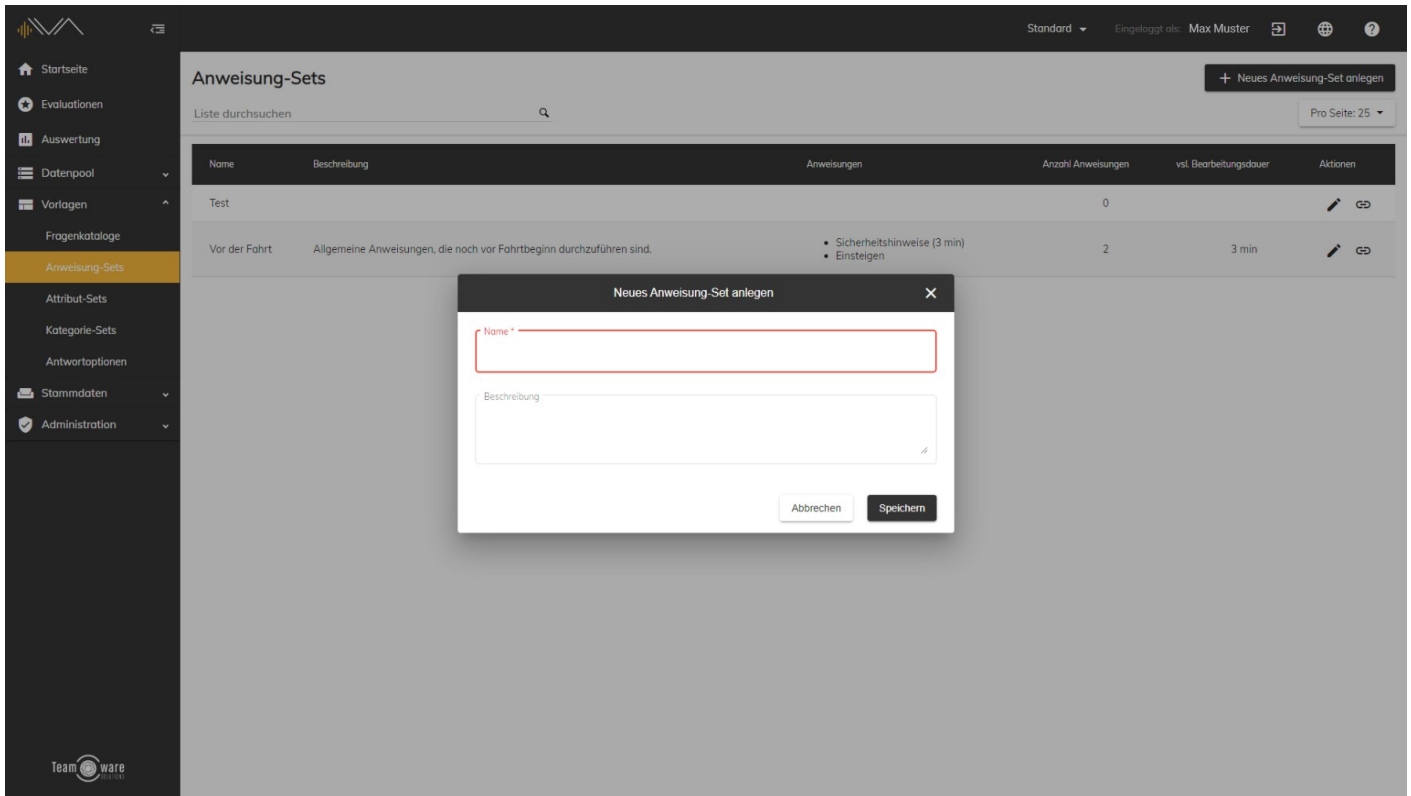 Standard
Eingeloggt als: Max Muster
Startseite
Evaluationen
Auswertung
Datenpool
Vorlagen
Fragenkataloge
Anweisung-Sets
Attribut-Sets
Kategorie-Sets
Antwortoptionen
Stammdaten
Administration
Team ware
SOLUTIONS
Anweisung-Sets
+ Neues Anweisung-Set anlegen
Liste durchsuchen
Pro Seite: 25
Name Beschreibung Anweisungen Anzahl Anweisungen vsl. Bearbeitungsdauer Aktionen
Test 0
Vor der Fahrt Allgemeine Anweisungen, die noch vor Fahrtbeginn durchzuführen sind. • Sicherheitshinweise (3 min) 2 3 min
• Einsteigen
Neues Anweisung-Set anlegen
Name *
Beschreibung
Abbrechen Speichern